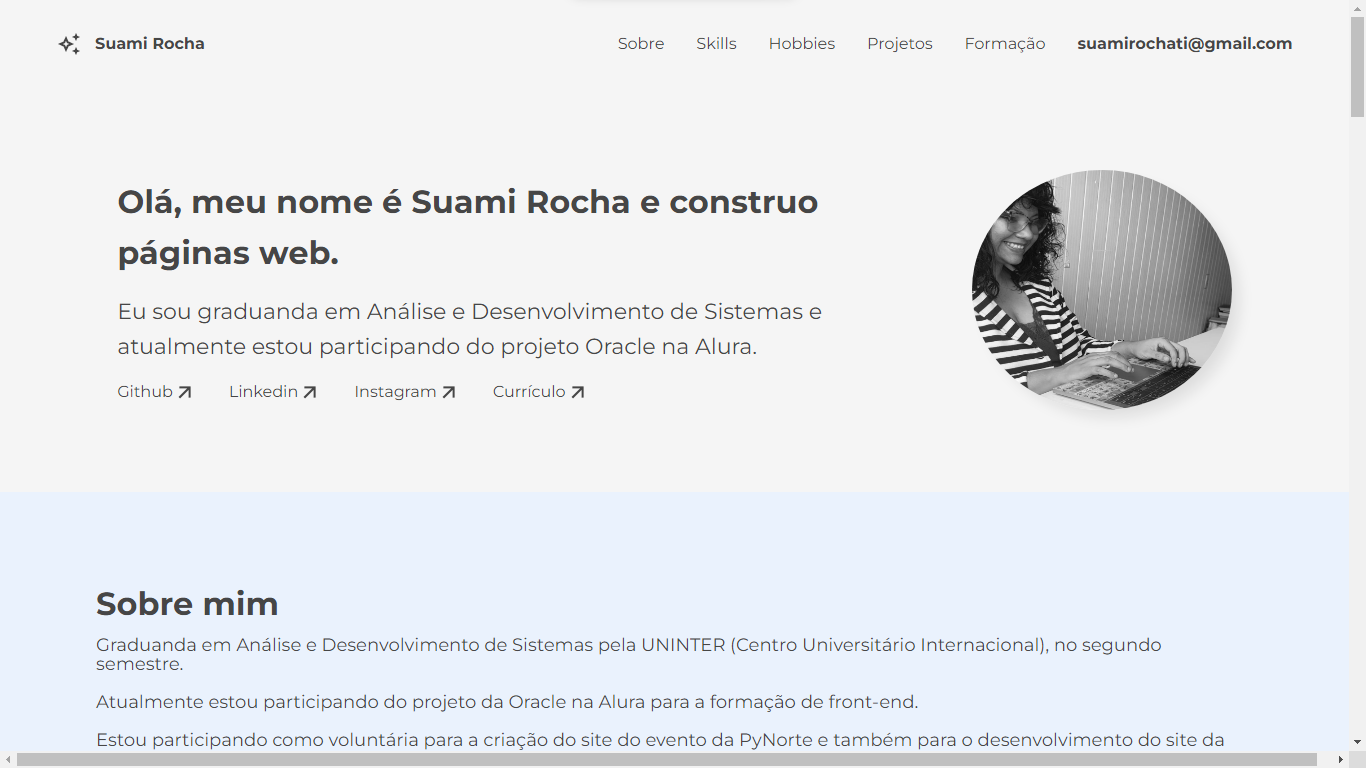 Suami Rocha
Sobre Skills Hobbies Projetos Formação suamirochati@gmail.com
Olá, meu nome é Suami Rocha e construo
páginas web.
Eu sou graduanda em Análise e Desenvolvimento de Sistemas e
atualmente estou participando do projeto Oracle na Alura.
Github Linkedin Instagram Currículo
Sobre mim
Graduanda em Análise e Desenvolvimento de Sistemas pela UNINTER (Centro Universitário Internacional), no segundo
semestre.
Atualmente estou participando do projeto da Oracle na Alura para a formação de front-end.
Estou participando como voluntária para a criação do site do evento da PyNorte e também para o desenvolvimento do site da